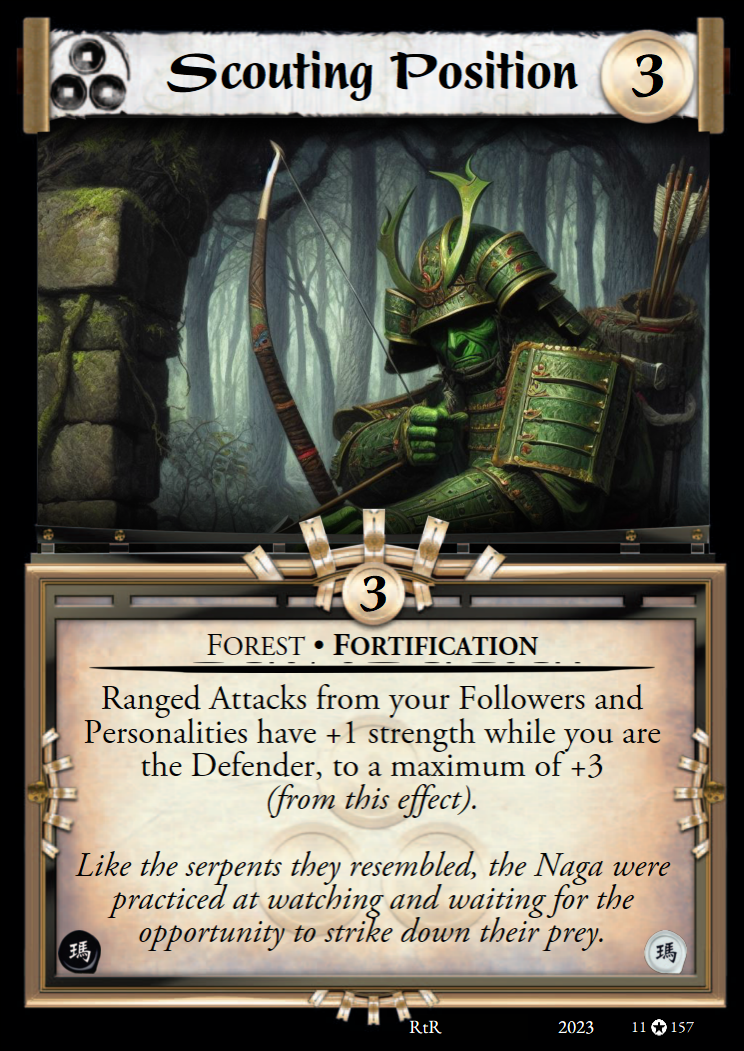 Scouting Position
3
3
FOREST • FORTIFICATION
Ranged Attacks from your Followers and
Personalities have +1 strength while you are
the Defender, to a maximum of +3
(from this effect).
Like the serpents they resembled, the Naga were
practiced at watching and waiting for the
opportunity to strike down their prey.
瑪 瑪
RtR 2023 11 ✪ 157